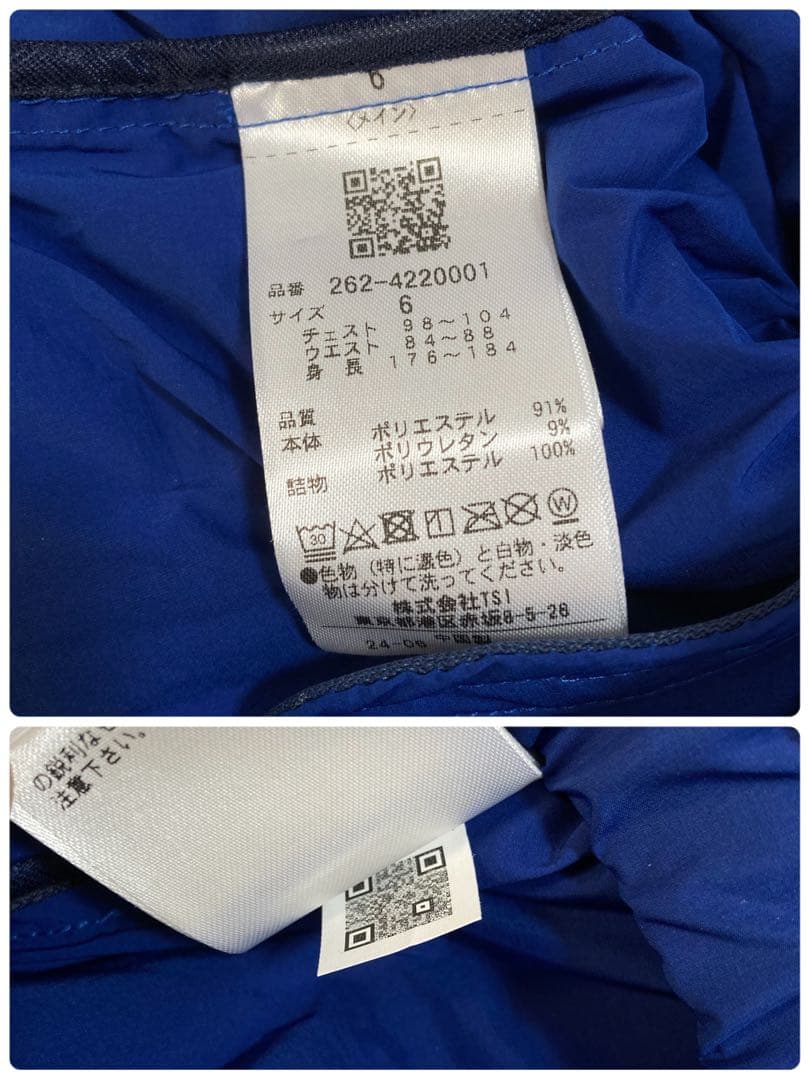 6
〈メイン〉
品番 262-4220001
サイズ 6
チェスト 98～104
ウエスト 84～88
身長 176～184
品質
本体 ポリエステル 91%
ポリウレタン 9%
詰物 ポリエステル 100%
30 W
●色物（特に濃色）と白物・淡色
物は分けて洗ってください。
株式会社TSI
東京都港区赤坂8-5-26
24-06 中国製
の鋭利な
注意下さい。